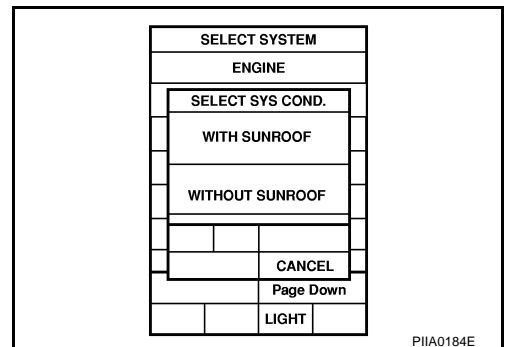 SELECT SYSTEM
ENGINE
SELECT SYS COND.
WITH SUNROOF
WITHOUT SUNROOF
CANCEL
Page Down
LIGHT
PIIA0184E